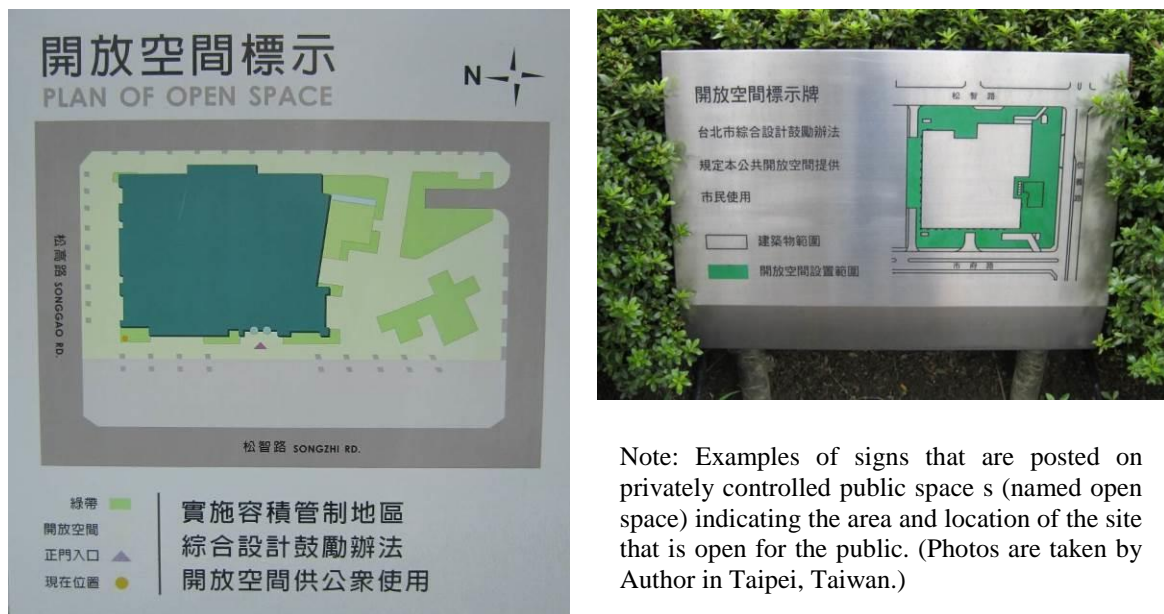 開放空間標示
PLAN OF OPEN SPACE
N
松高路 SONGGAO RD.
松智路 SONGZHI RD.
綠帶
開放空間
正門入口
現在位置
實施容積管制地區
綜合設計鼓勵辦法
開放空間供公衆使用
開放空間標示牌
台北市綜合設計鼓勵辦法
規定本公共開放空間提供
市民使用
建築物範圍
開放空間設置範圍
松智路
市府路
Note: Examples of signs that are posted on
privately controlled public space s (named open
space) indicating the area and location of the site
that is open for the public. (Photos are taken by
Author in Taipei, Taiwan.)